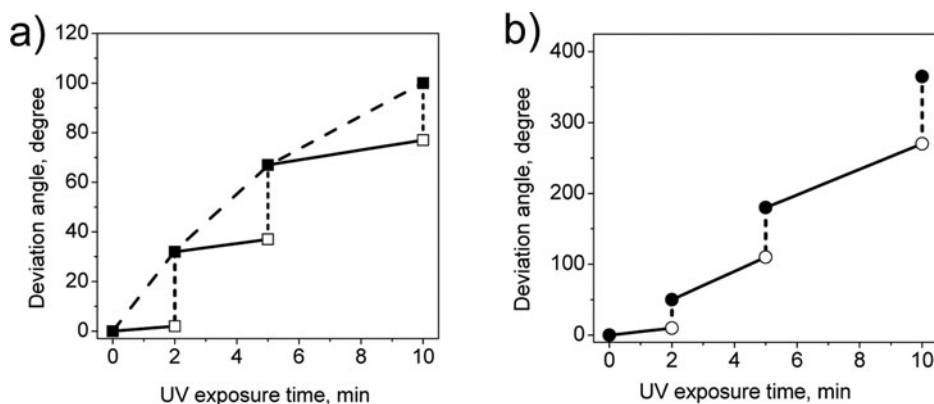 a)
120
100
80
60
40
20
0
Deviation angle, degree
0 2 4 6 8 10
UV exposure time, min
b)
400
300
200
100
0
Deviation angle, degree
0 2 4 6 8 10
UV exposure time, min